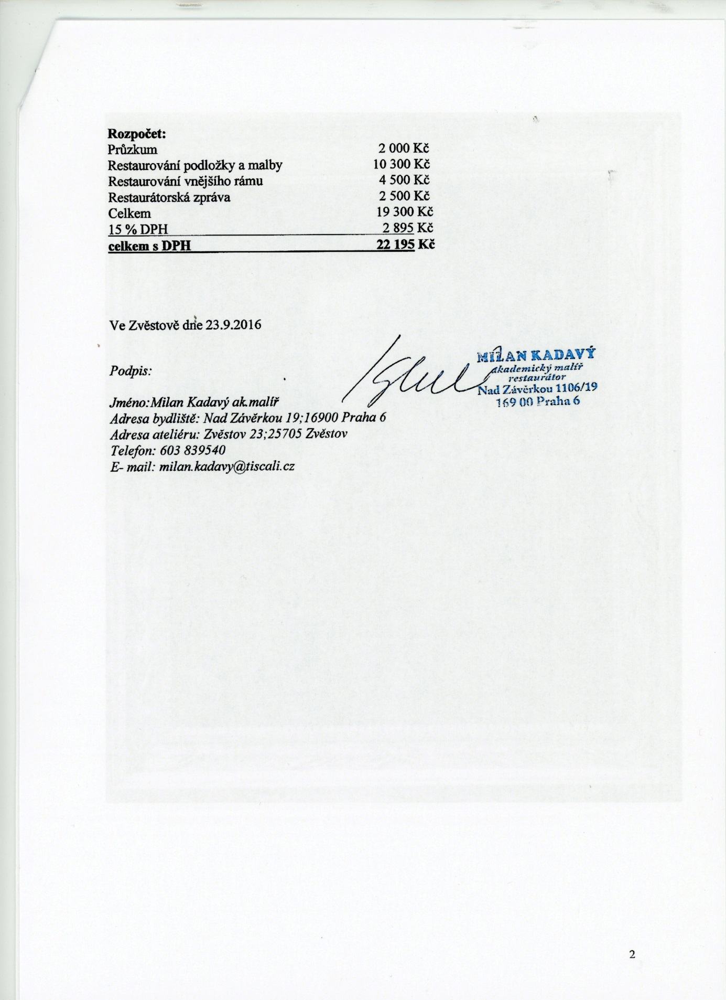 Rozpočet:
Průzkum 2 000 Kč
Restaurování podložky a malby 10 300 Kč
Restaurování vnějšího rámu 4 500 Kč
Restaurátorská zpráva 2 500 Kč
Celkem 19 300 Kč
15 % DPH 2 895 Kč
celkem s DPH 22 195 Kč
Ve Zvěstově dne 23.9.2016
MILAN KADAVÝ
akademický malíř
restaurátor
Nad Závěrkou 1106/19
169 00 Praha 6
Podpis:
Jméno:Milan Kadavý ak.malíř
Adresa bydliště: Nad Závěrkou 19;16900 Praha 6
Adresa ateliéru: Zvěstov 23;25705 Zvěstov
Telefon: 603 839540
E- mail: milan.kadavy@tiscali.cz
2